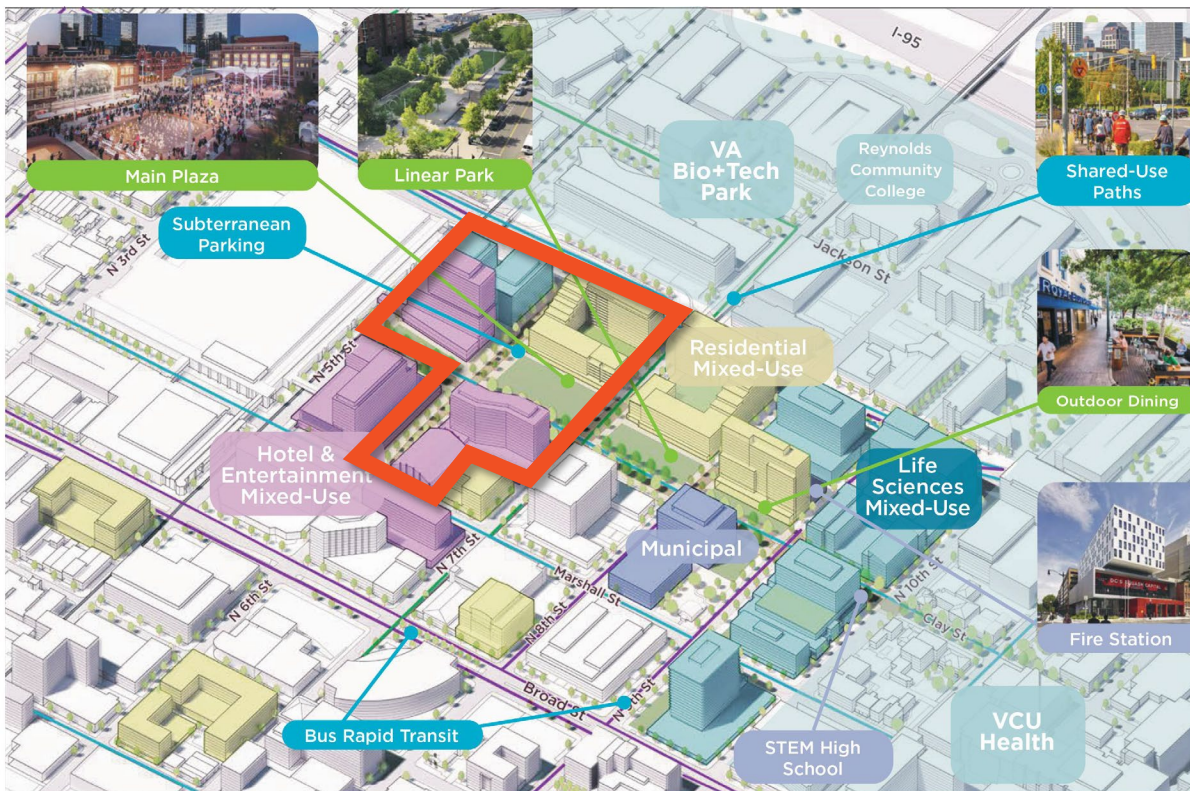 I-95
Main Plaza
Linear Park
VA
Bio+Tech
Park
Reynolds
Community
College
Shared-Use
Paths
Subterranean
Parking
N 3rd St
Jackson St
N 5th St
Residential
Mixed-Use
Outdoor Dining
Hotel &
Entertainment
Mixed-Use
Life
Sciences
Mixed-Use
Municipal
N 7th St
Marshall St
N 10th St
N 6th St
N 8th St
Clay St
Fire Station
Broad St
N 9th St
Bus Rapid Transit
STEM High
School
VCU
Health